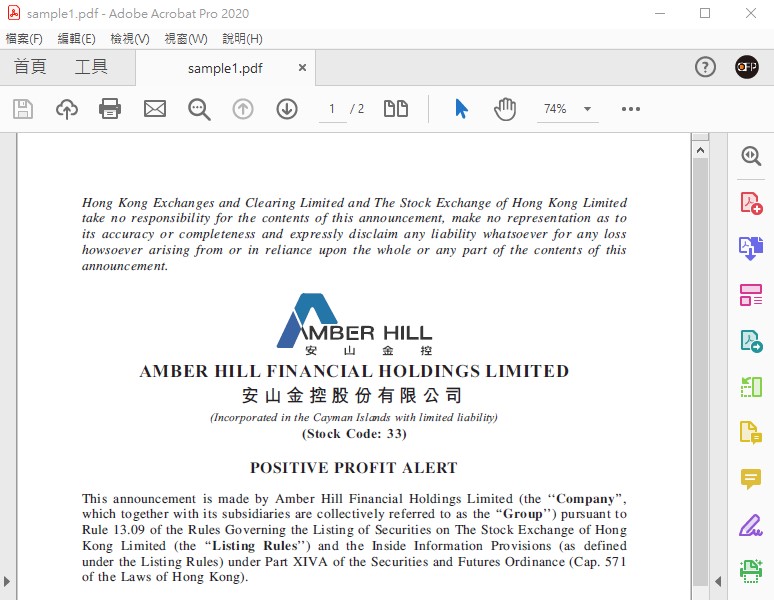 sample1.pdf - Adobe Acrobat Pro 2020
檔案(F) 編輯(E) 檢視(V) 視窗(W) 說明(H)
首頁 工具 sample1.pdf
1 / 2 74%
Hong Kong Exchanges and Clearing Limited and The Stock Exchange of Hong Kong Limited
take no responsibility for the contents of this announcement, make no representation as to
its accuracy or completeness and expressly disclaim any liability whatsoever for any loss
howsoever arising from or in reliance upon the whole or any part of the contents of this
announcement.
AMBER HILL
安山金控
AMBER HILL FINANCIAL HOLDINGS LIMITED
安山金控股份有限公司
(Incorporated in the Cayman Islands with limited liability)
(Stock Code: 33)
POSITIVE PROFIT ALERT
This announcement is made by Amber Hill Financial Holdings Limited (the ‘‘Company”,
which together with its subsidiaries are collectively referred to as the “Group’’) pursuant to
Rule 13.09 of the Rules Governing the Listing of Securities on The Stock Exchange of Hong
Kong Limited (the “Listing Rules’’) and the Inside Information Provisions (as defined
under the Listing Rules) under Part XIVA of the Securities and Futures Ordinance (Cap. 571
of the Laws of Hong Kong).